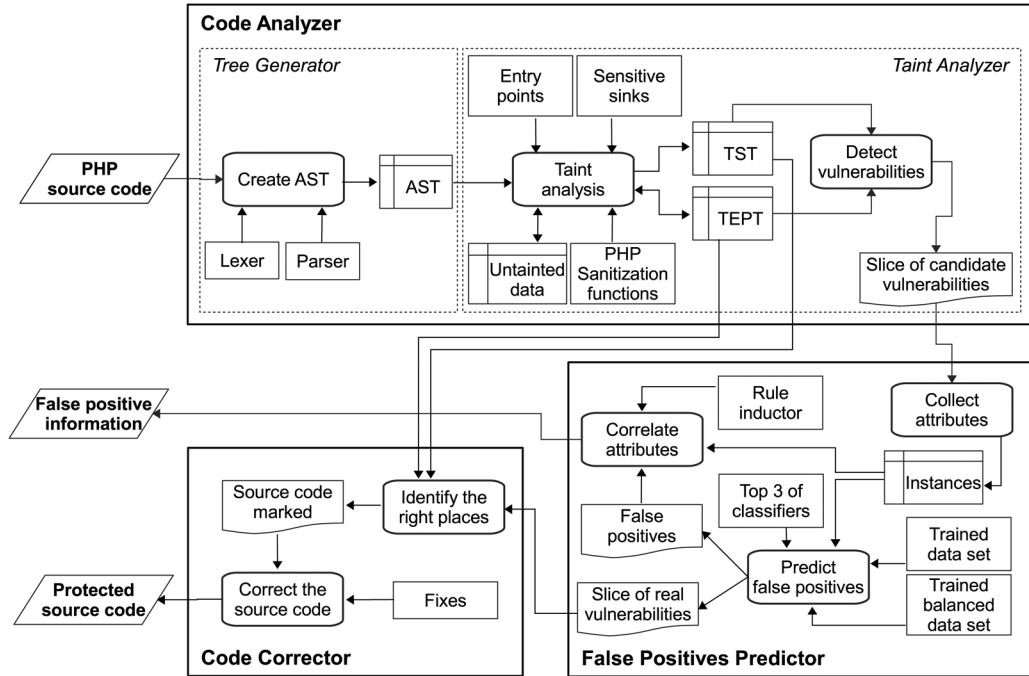 Code Analyzer
Tree Generator
Taint Analyzer
Entry
points
Sensitive
sinks
PHP
source code
Create AST
AST
Taint
analysis
TST
TEPT
Detect
vulnerabilities
Lexer
Parser
Untainted
data
PHP
Sanitization
functions
Slice of candidate
vulnerabilities
False positive
information
Correlate
attributes
Rule
inductor
Collect
attributes
Instances
Source code
marked
Identify the
right places
False
positives
Top 3 of
classifiers
Trained
data set
Predict
false positives
Protected
source code
Correct the
source code
Fixes
Slice of real
vulnerabilities
Trained
balanced
data set
Code Corrector
False Positives Predictor